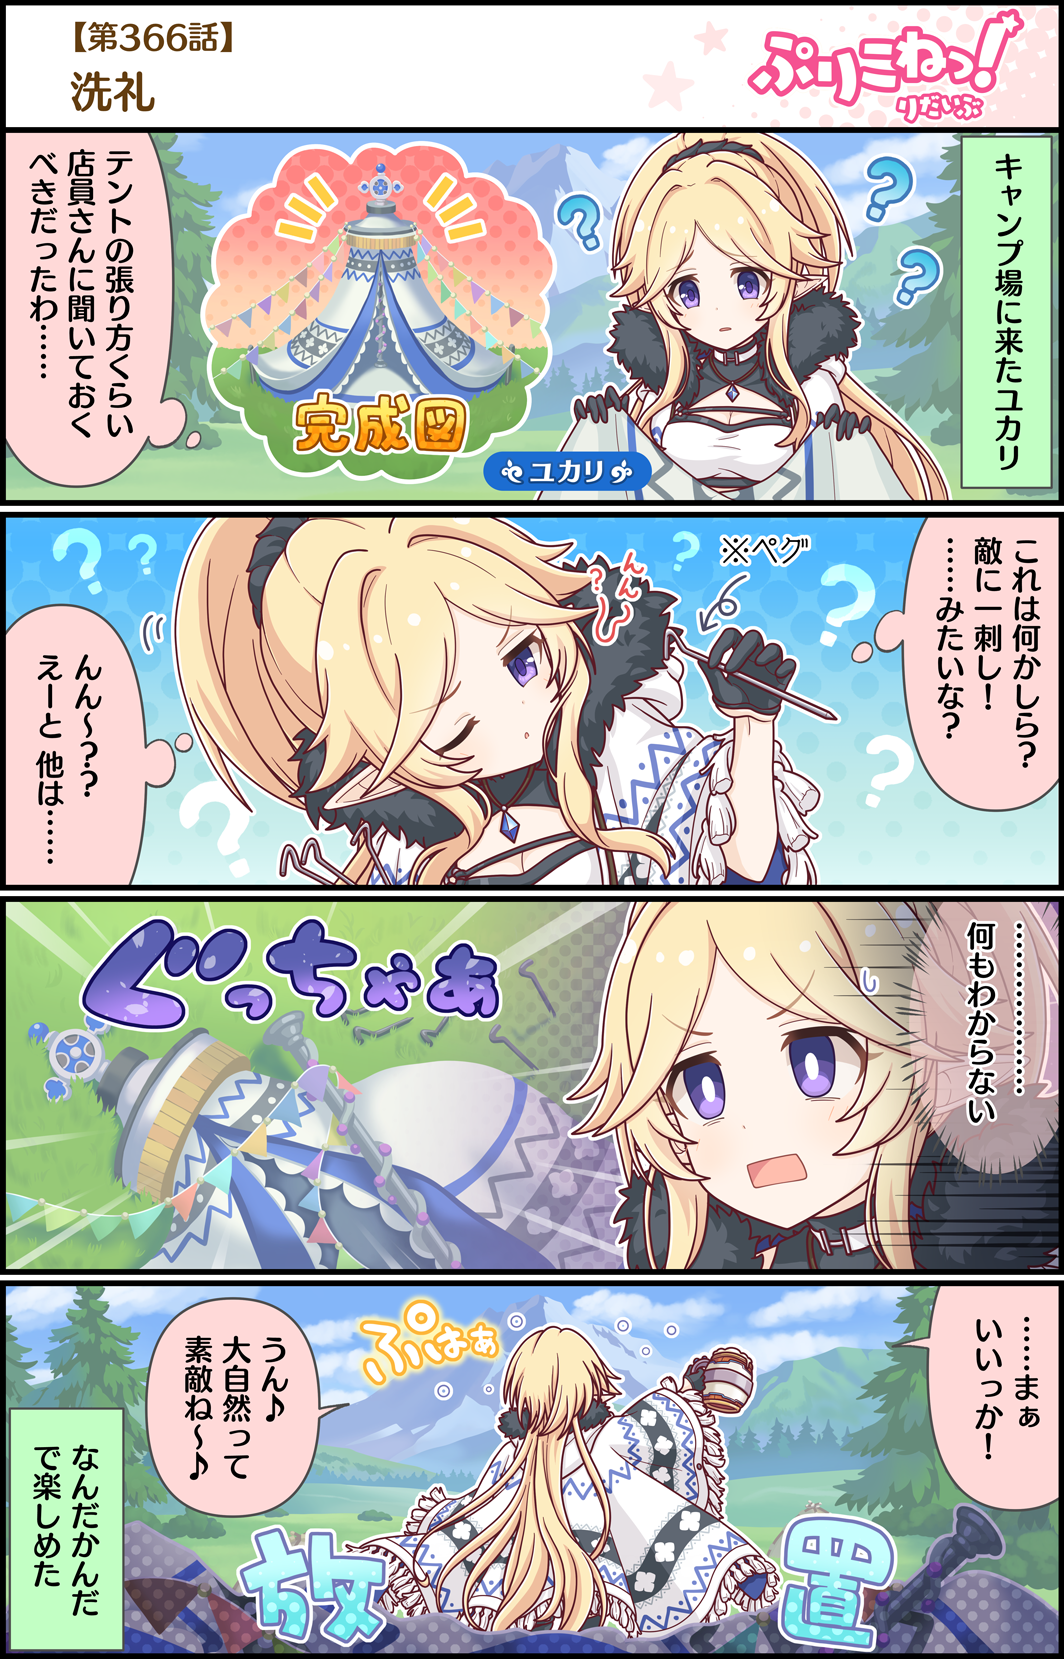 【第366話】
洗礼
ぷりこねっ!
りだいぶ
キャンプ場に来たユカリ
?
?
?
完成図
ユカリ
テントの張り方くらい
店員さんに聞いておく
べきだったわ……
これは何かしら?
敵に一刺し!
……みたいな?
※ペグ
んん〜?
?
?
?
?
?
?
んん〜??
えーと 他は……
………………
何もわからない
ぐっちゃあ
……まぁ
いいっか!
ぷはぁ
うん♪
大自然って
素敵ね〜♪
放置
なんだかんだ
で楽しめた